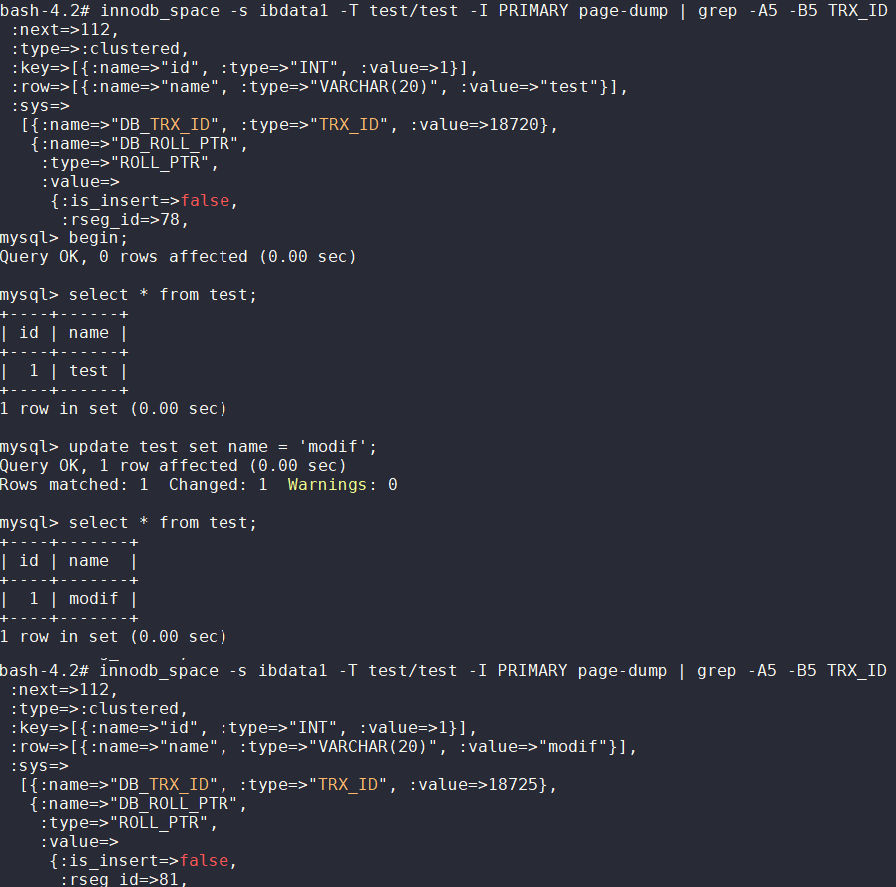 bash-4.2# innodb_space -s ibdata1 -T test/test -I PRIMARY page-dump | grep -A5 -B5 TRX_ID
:next=>112,
:type=>:clustered,
:key=>[{:name=>"id", :type=>"INT", :value=>1}],
:row=>[{:name=>"name", :type=>"VARCHAR(20)", :value=>"test"}],
:sys=>
[{:name=>"DB_TRX_ID", :type=>"TRX_ID", :value=>18720},
{:name=>"DB_ROLL_PTR",
:type=>"ROLL_PTR",
:value=>
{:is_insert=>false,
:rseg_id=>78,
mysql> begin;
Query OK, 0 rows affected (0.00 sec)
mysql> select * from test;
+----+------+
| id | name |
+----+------+
|  1 | test |
+----+------+
1 row in set (0.00 sec)
mysql> update test set name = 'modif';
Query OK, 1 row affected (0.00 sec)
Rows matched: 1  Changed: 1  Warnings: 0
mysql> select * from test;
+----+-------+
| id | name  |
+----+-------+
|  1 | modif |
+----+-------+
1 row in set (0.00 sec)
bash-4.2# innodb_space -s ibdata1 -T test/test -I PRIMARY page-dump | grep -A5 -B5 TRX_ID
:next=>112,
:type=>:clustered,
:key=>[{:name=>"id", :type=>"INT", :value=>1}],
:row=>[{:name=>"name", :type=>"VARCHAR(20)", :value=>"modif"}],
:sys=>
[{:name=>"DB_TRX_ID", :type=>"TRX_ID", :value=>18725},
{:name=>"DB_ROLL_PTR",
:type=>"ROLL_PTR",
:value=>
{:is_insert=>false,
:rseg_id=>81,